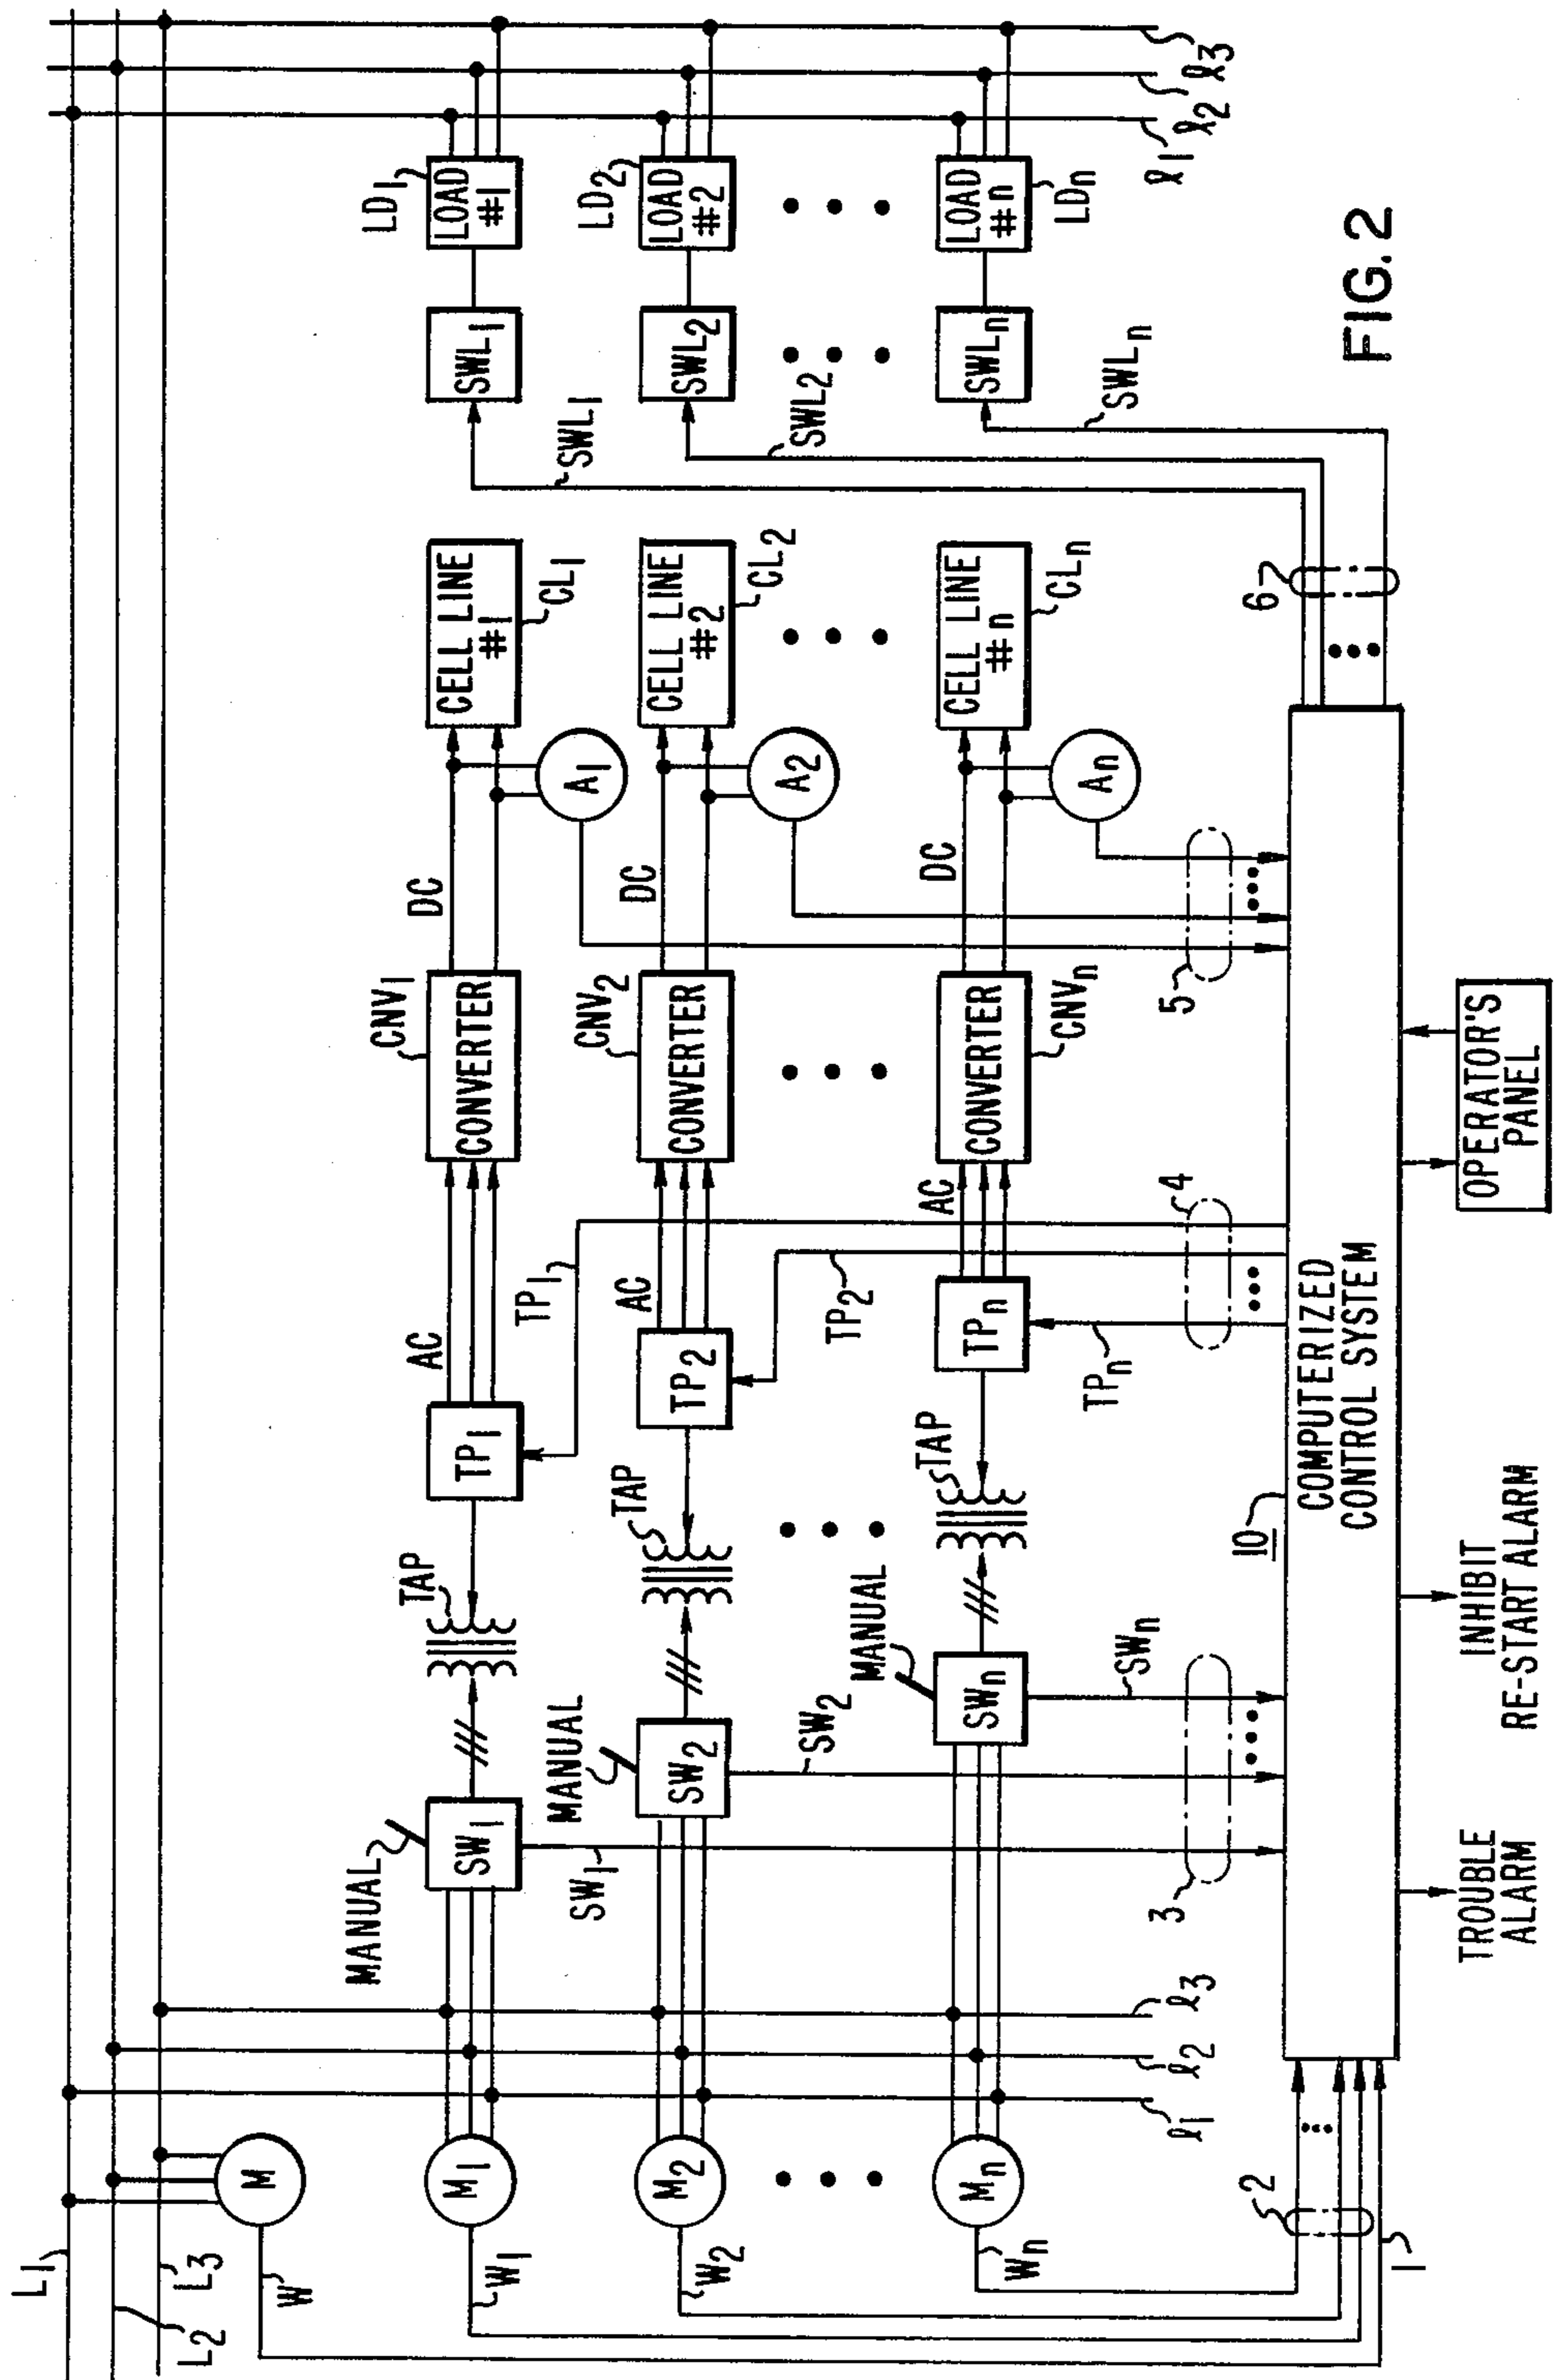 L1
L2
L3
W
M
W1
M1
MANUAL
SW1
SW1
TAP
TP1
TP1
AC
CNV1
CONVERTER
DC
A1
CELL LINE
#1
CL1
SWL1
SWL1
LD1
LOAD
#1
W2
M2
MANUAL
SW2
SW2
TAP
TP2
TP2
AC
CNV2
CONVERTER
DC
A2
CELL LINE
#2
CL2
SWL2
SWL2
LD2
LOAD
#2
Wn
Mn
MANUAL
SWn
SWn
TAP
TPn
TPn
AC
CNVn
CONVERTER
DC
An
CELL LINE
#n
CLn
SWLn
SWLn
LDn
LOAD
#n
ℓ1
ℓ2
ℓ3
ℓ1
ℓ2
ℓ3
1
2
3
4
5
6
10
COMPUTERIZED
CONTROL SYSTEM
TROUBLE
ALARM
INHIBIT
RE-START ALARM
OPERATOR'S
PANEL
FIG. 2